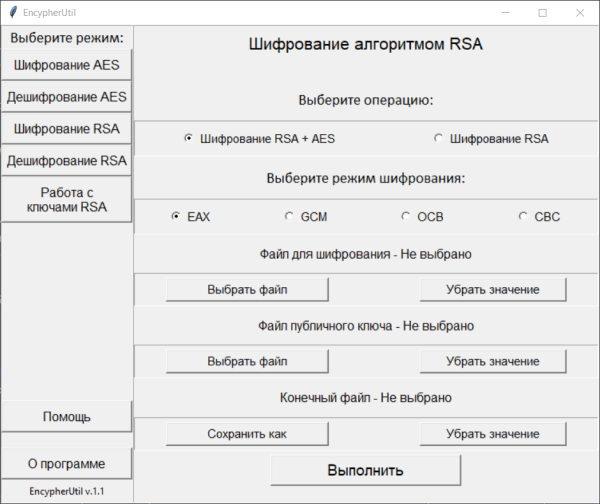 EncypherUtil
Выберите режим:
Шифрование AES
Дешифрование AES
Шифрование RSA
Дешифрование RSA
Работа с
ключами RSA
Помощь
О программе
EncypherUtil v.1.1
Шифрование алгоритмом RSA
Выберите операцию:
Шифрование RSA + AES
Шифрование RSA
Выберите режим шифрования:
EAX
GCM
OCB
CBC
Файл для шифрования - Не выбрано
Выбрать файл
Убрать значение
Файл публичного ключа - Не выбрано
Выбрать файл
Убрать значение
Конечный файл - Не выбрано
Сохранить как
Убрать значение
Выполнить